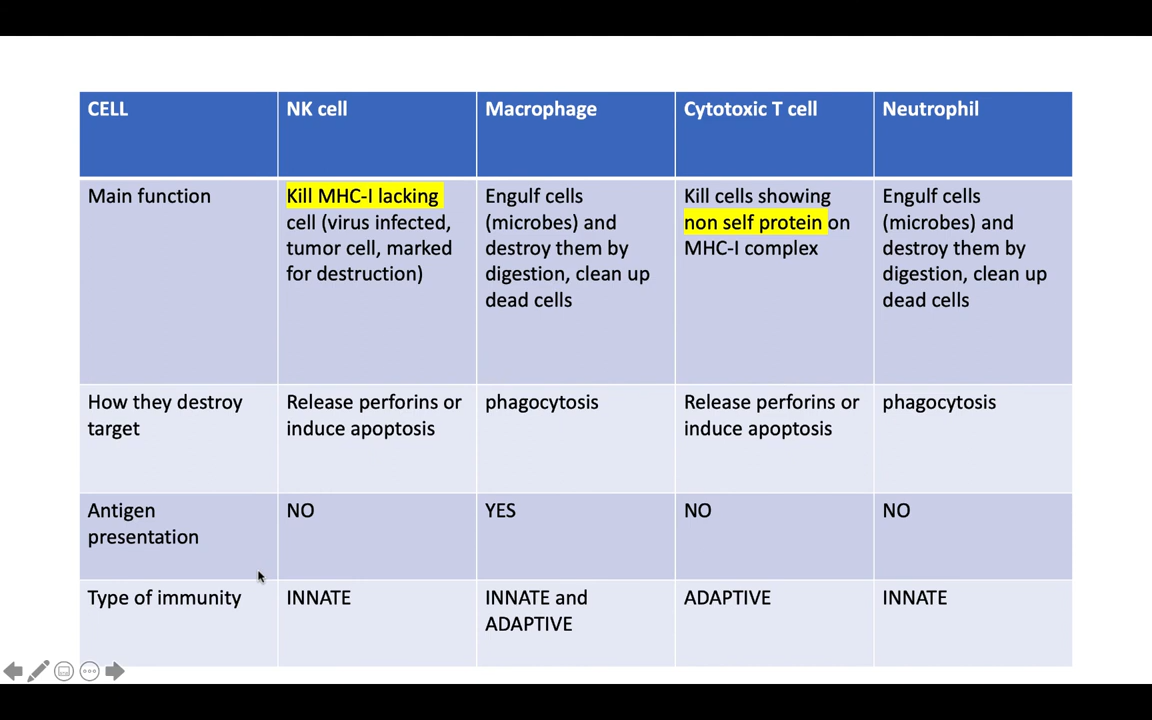 CELL
NK cell
Macrophage
Cytotoxic T cell
Neutrophil
Main function
Kill MHC-I lacking
cell (virus infected,
tumor cell, marked
for destruction)
Engulf cells
(microbes) and
destroy them by
digestion, clean up
dead cells
Kill cells showing
non self protein on
MHC-I complex
Engulf cells
(microbes) and
destroy them by
digestion, clean up
dead cells
How they destroy
target
Release perforins or
induce apoptosis
phagocytosis
Release perforins or
induce apoptosis
phagocytosis
Antigen
presentation
NO
YES
NO
NO
Type of immunity
INNATE
INNATE and
ADAPTIVE
ADAPTIVE
INNATE